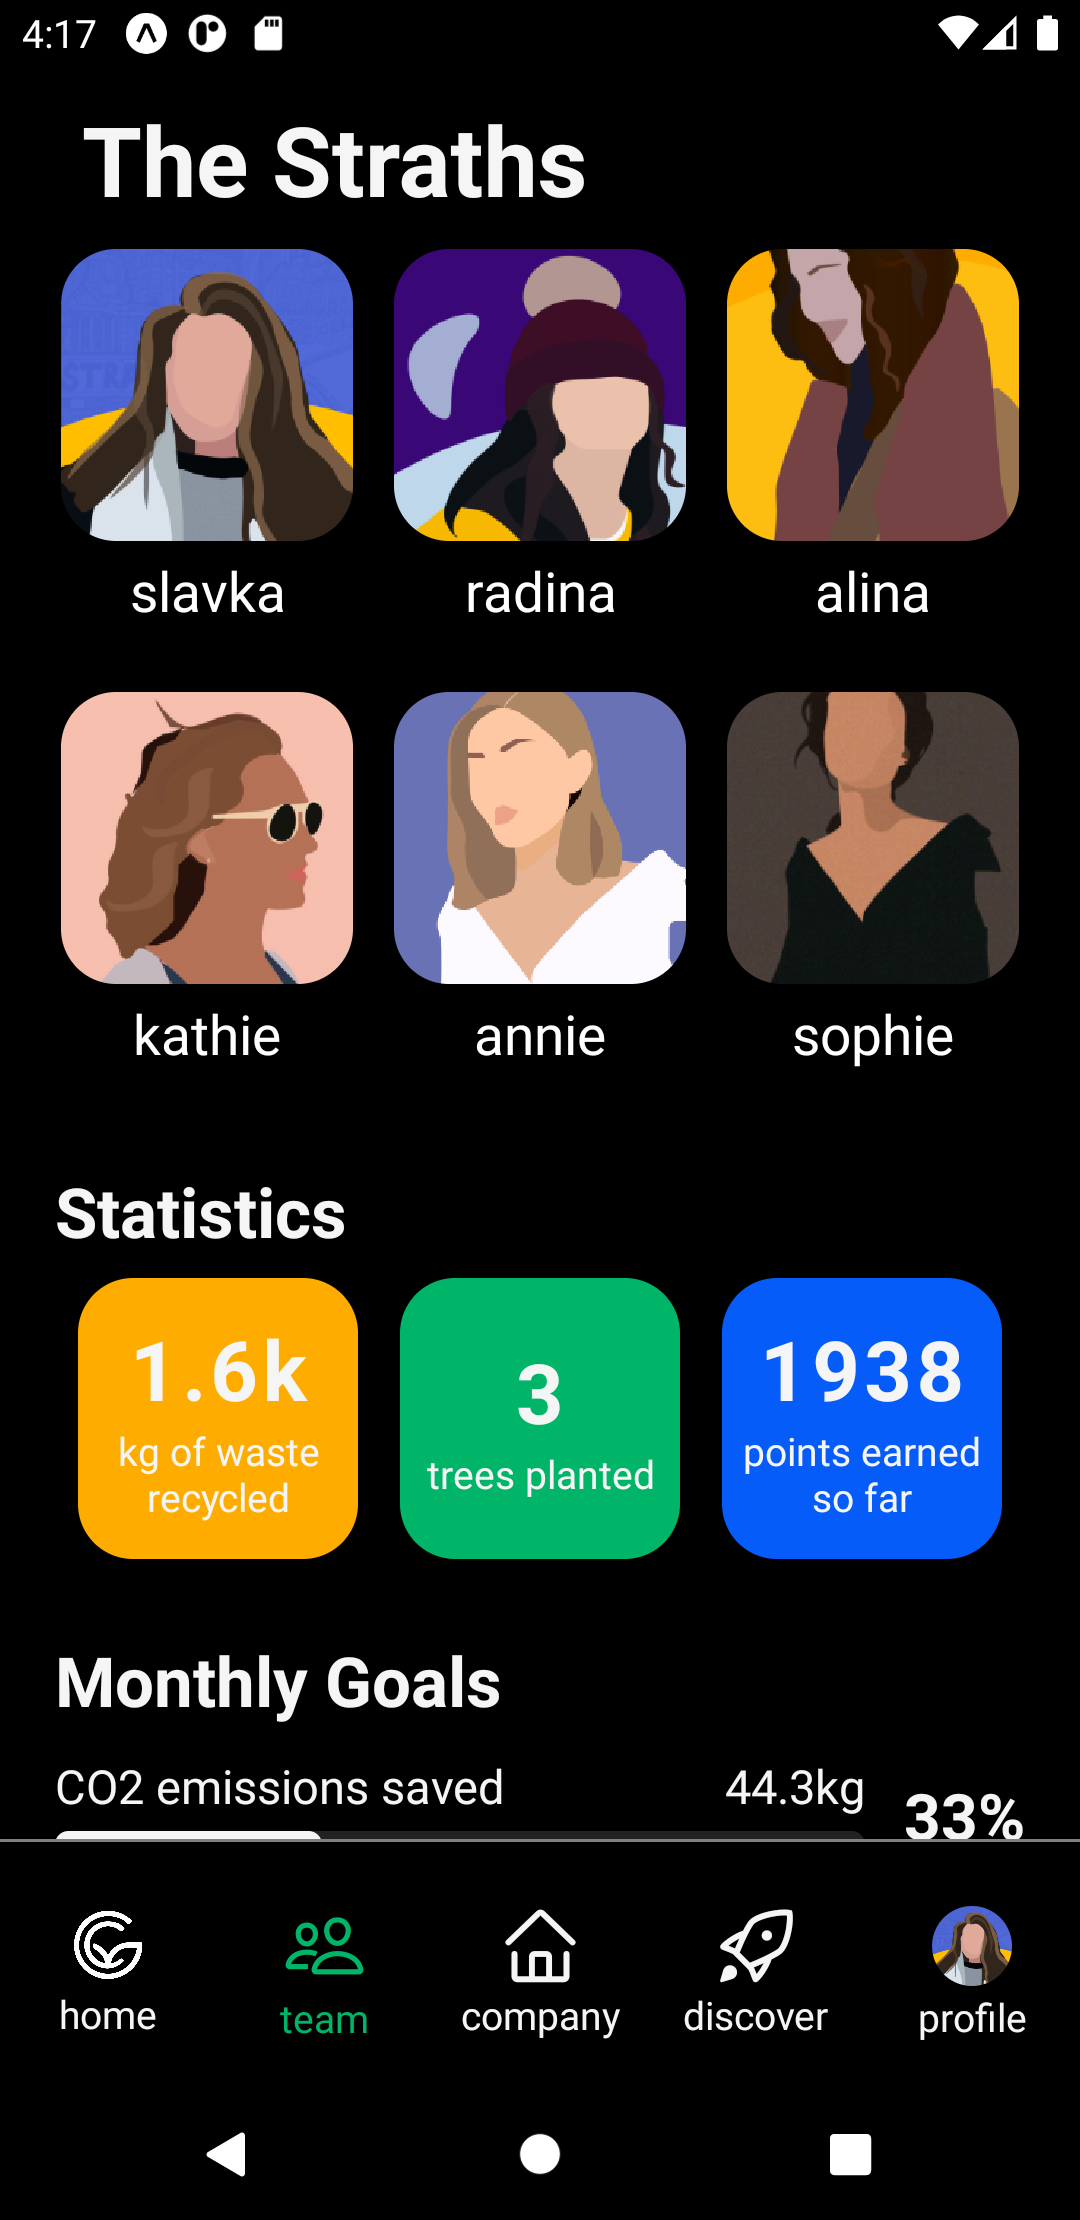 4:17
The Straths
slavka
radina
alina
kathie
annie
sophie
Statistics
1.6k
kg of waste
recycled
3
trees planted
1938
points earned
so far
Monthly Goals
CO2 emissions saved
44.3kg
33%
home
team
company
discover
profile